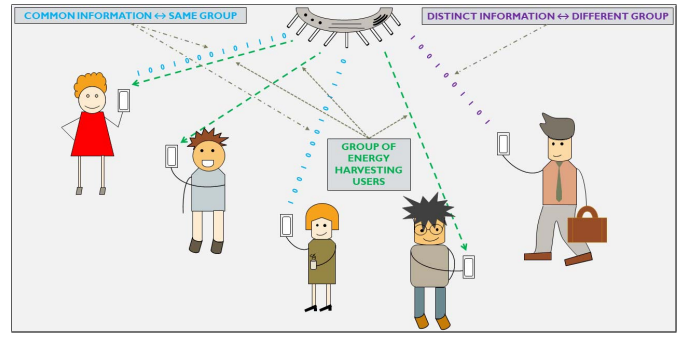 COMMON INFORMATION ↔ SAME GROUP
DISTINCT INFORMATION ↔ DIFFERENT GROUP
GROUP OF
ENERGY
HARVESTING
USERS